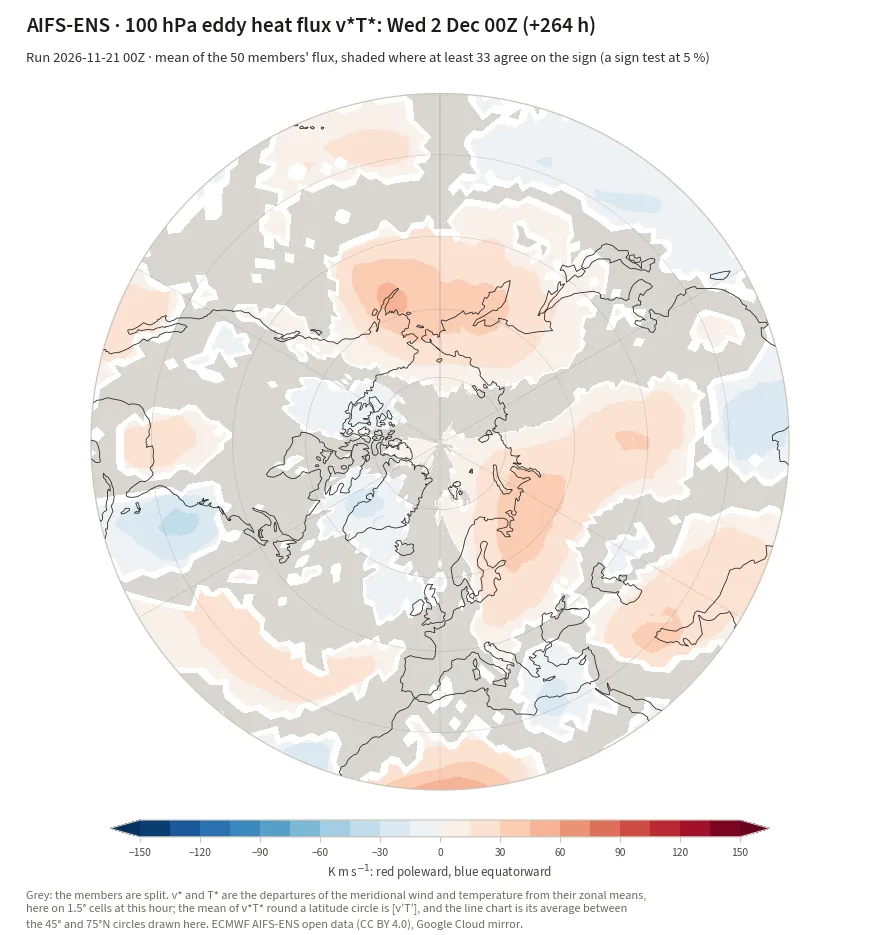 AIFS-ENS · 100 hPa eddy heat flux v*T*: Wed 2 Dec 00Z (+264 h)
Run 2026-11-21 00Z · mean of the 50 members' flux, shaded where at least 33 agree on the sign (a sign test at 5 %)
−150 −120 −90 −60 −30 0 30 60 90 120 150
K m s⁻¹: red poleward, blue equatorward
Grey: the members are split. v* and T* are the departures of the meridional wind and temperature from their zonal means,
here on 1.5° cells at this hour; the mean of v*T* round a latitude circle is [v'T'], and the line chart is its average between
the 45° and 75°N circles drawn here. ECMWF AIFS-ENS open data (CC BY 4.0), Google Cloud mirror.